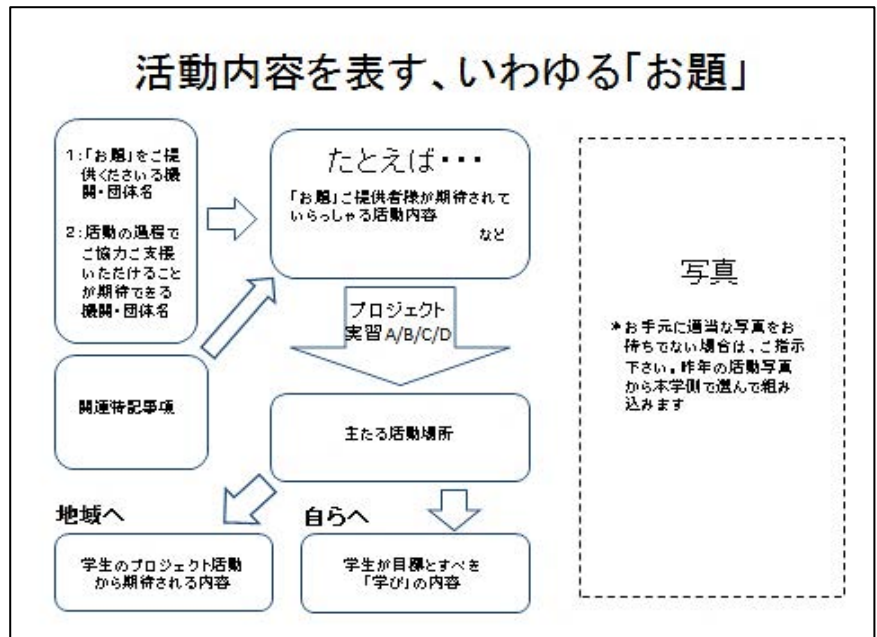 活動内容を表す、いわゆる「お題」
1:「お題」をご提
供くださいる機
関・団体名
2:活動の過程で
ご協力ご支援
いただけること
が期待できる
機関・団体名
たとえば・・・
「お題」ご提供者様が期待されて
いらっしゃる活動内容
など
プロジェクト
実習A/B/C/D
関連特記事項
主たる活動場所
地域へ
学生のプロジェクト活動
から期待される内容
自らへ
学生が目標とすべを
「学び」の内容
写真
*お手元に適当な写真をお
持ちでない場合は、ご指示
下さい。昨年の活動写真
から本学側で選んで組み
込みます